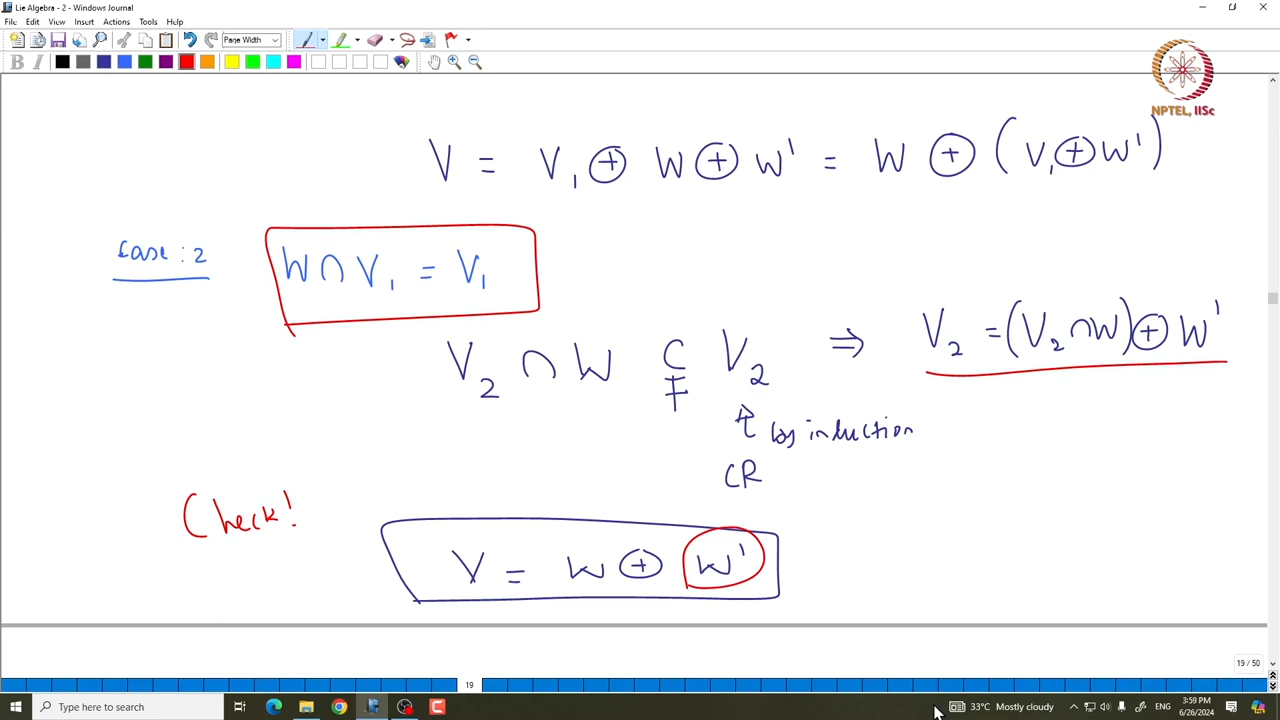 Lie Algebra - 2 - Windows Journal
File Edit View Insert Actions Tools Help
Page Width
NPTEL, IISc
V = V₁ ⊕ W ⊕ W' = W ⊕ (V₁ ⊕ W')
Case : 2
W ∩ V₁ = V₁
V₂ ∩ W ⊊ V₂ ⇒ V₂ = (V₂ ∩ W) ⊕ W'
↑ by induction
CR
Check!
V = W ⊕ W'
19 / 50
19
Type here to search
33°C Mostly cloudy
3:59 PM
6/26/2024